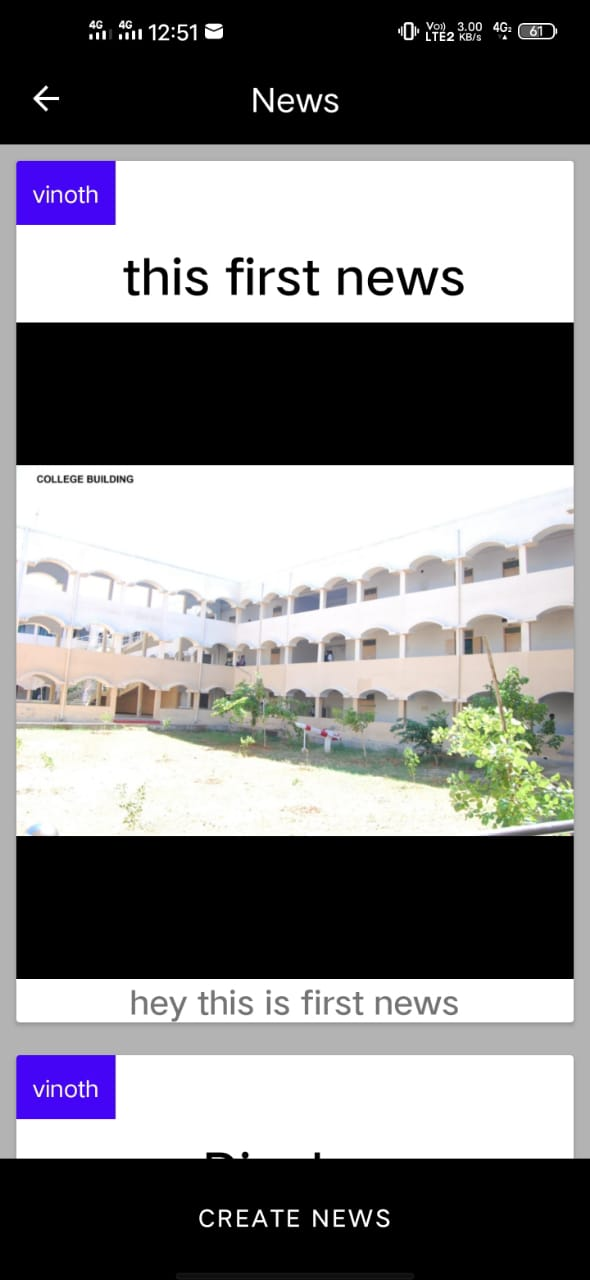 4G 4G 12:51 Vo)) LTE2 3.00 KB/s 4G2 61
News
vinoth
this first news
COLLEGE BUILDING
hey this is first news
vinoth
CREATE NEWS